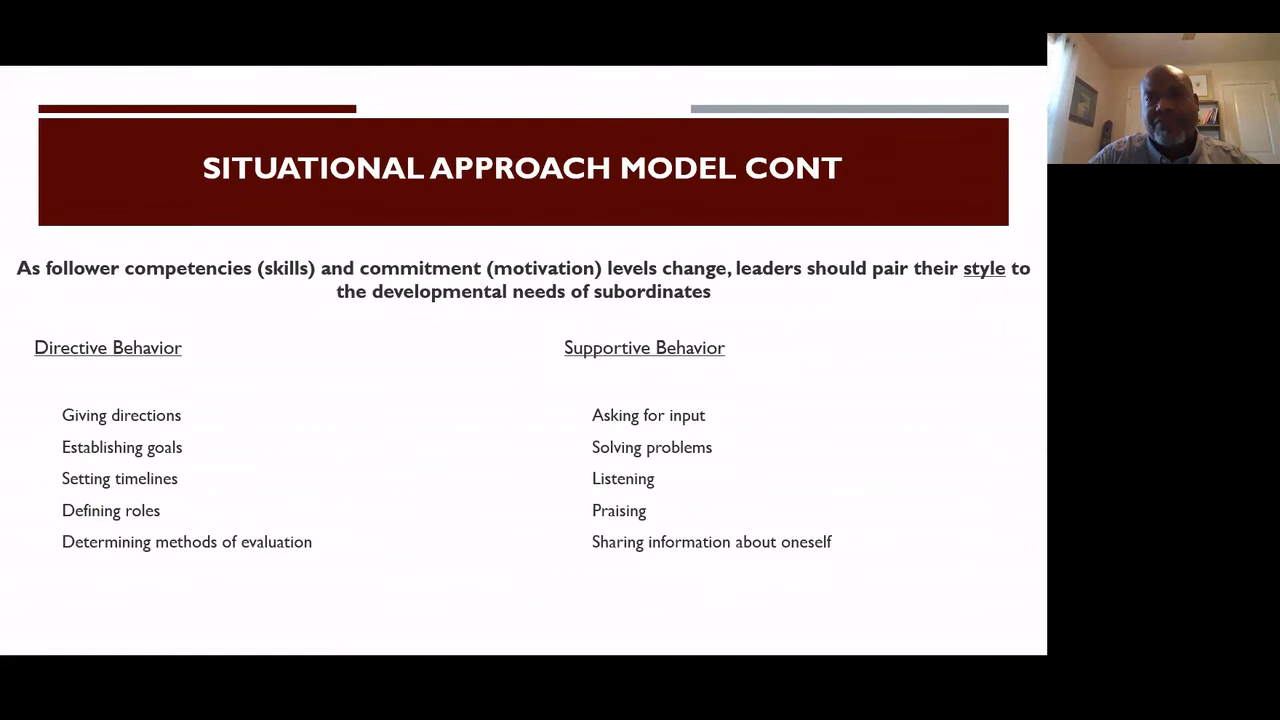 SITUATIONAL APPROACH MODEL CONT
As follower competencies (skills) and commitment (motivation) levels change, leaders should pair their style to
the developmental needs of subordinates
Directive Behavior
Giving directions
Establishing goals
Setting timelines
Defining roles
Determining methods of evaluation
Supportive Behavior
Asking for input
Solving problems
Listening
Praising
Sharing information about oneself